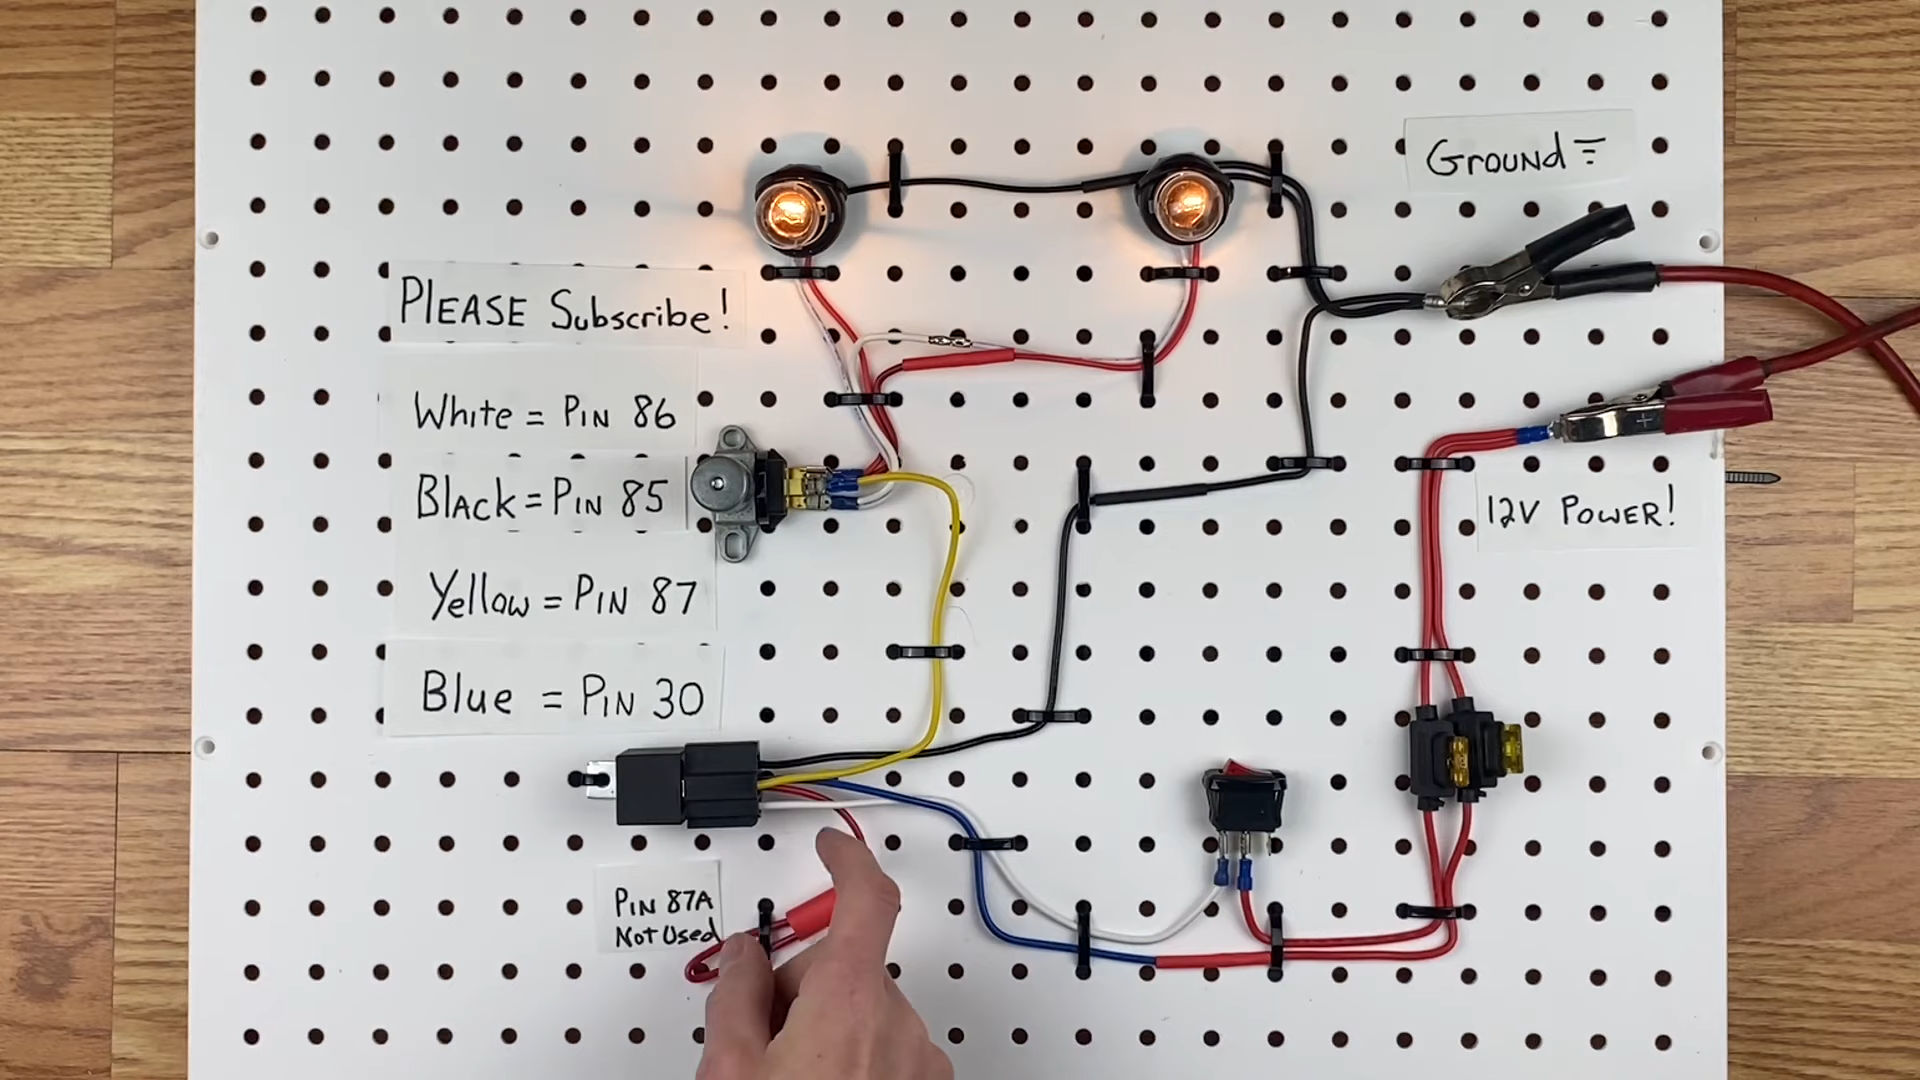 Ground
PLEASE Subscribe!
White = PIN 86
Black = PIN 85
12V POWER!
Yellow = PIN 87
Blue = PIN 30
PIN 87A
Not Used
+